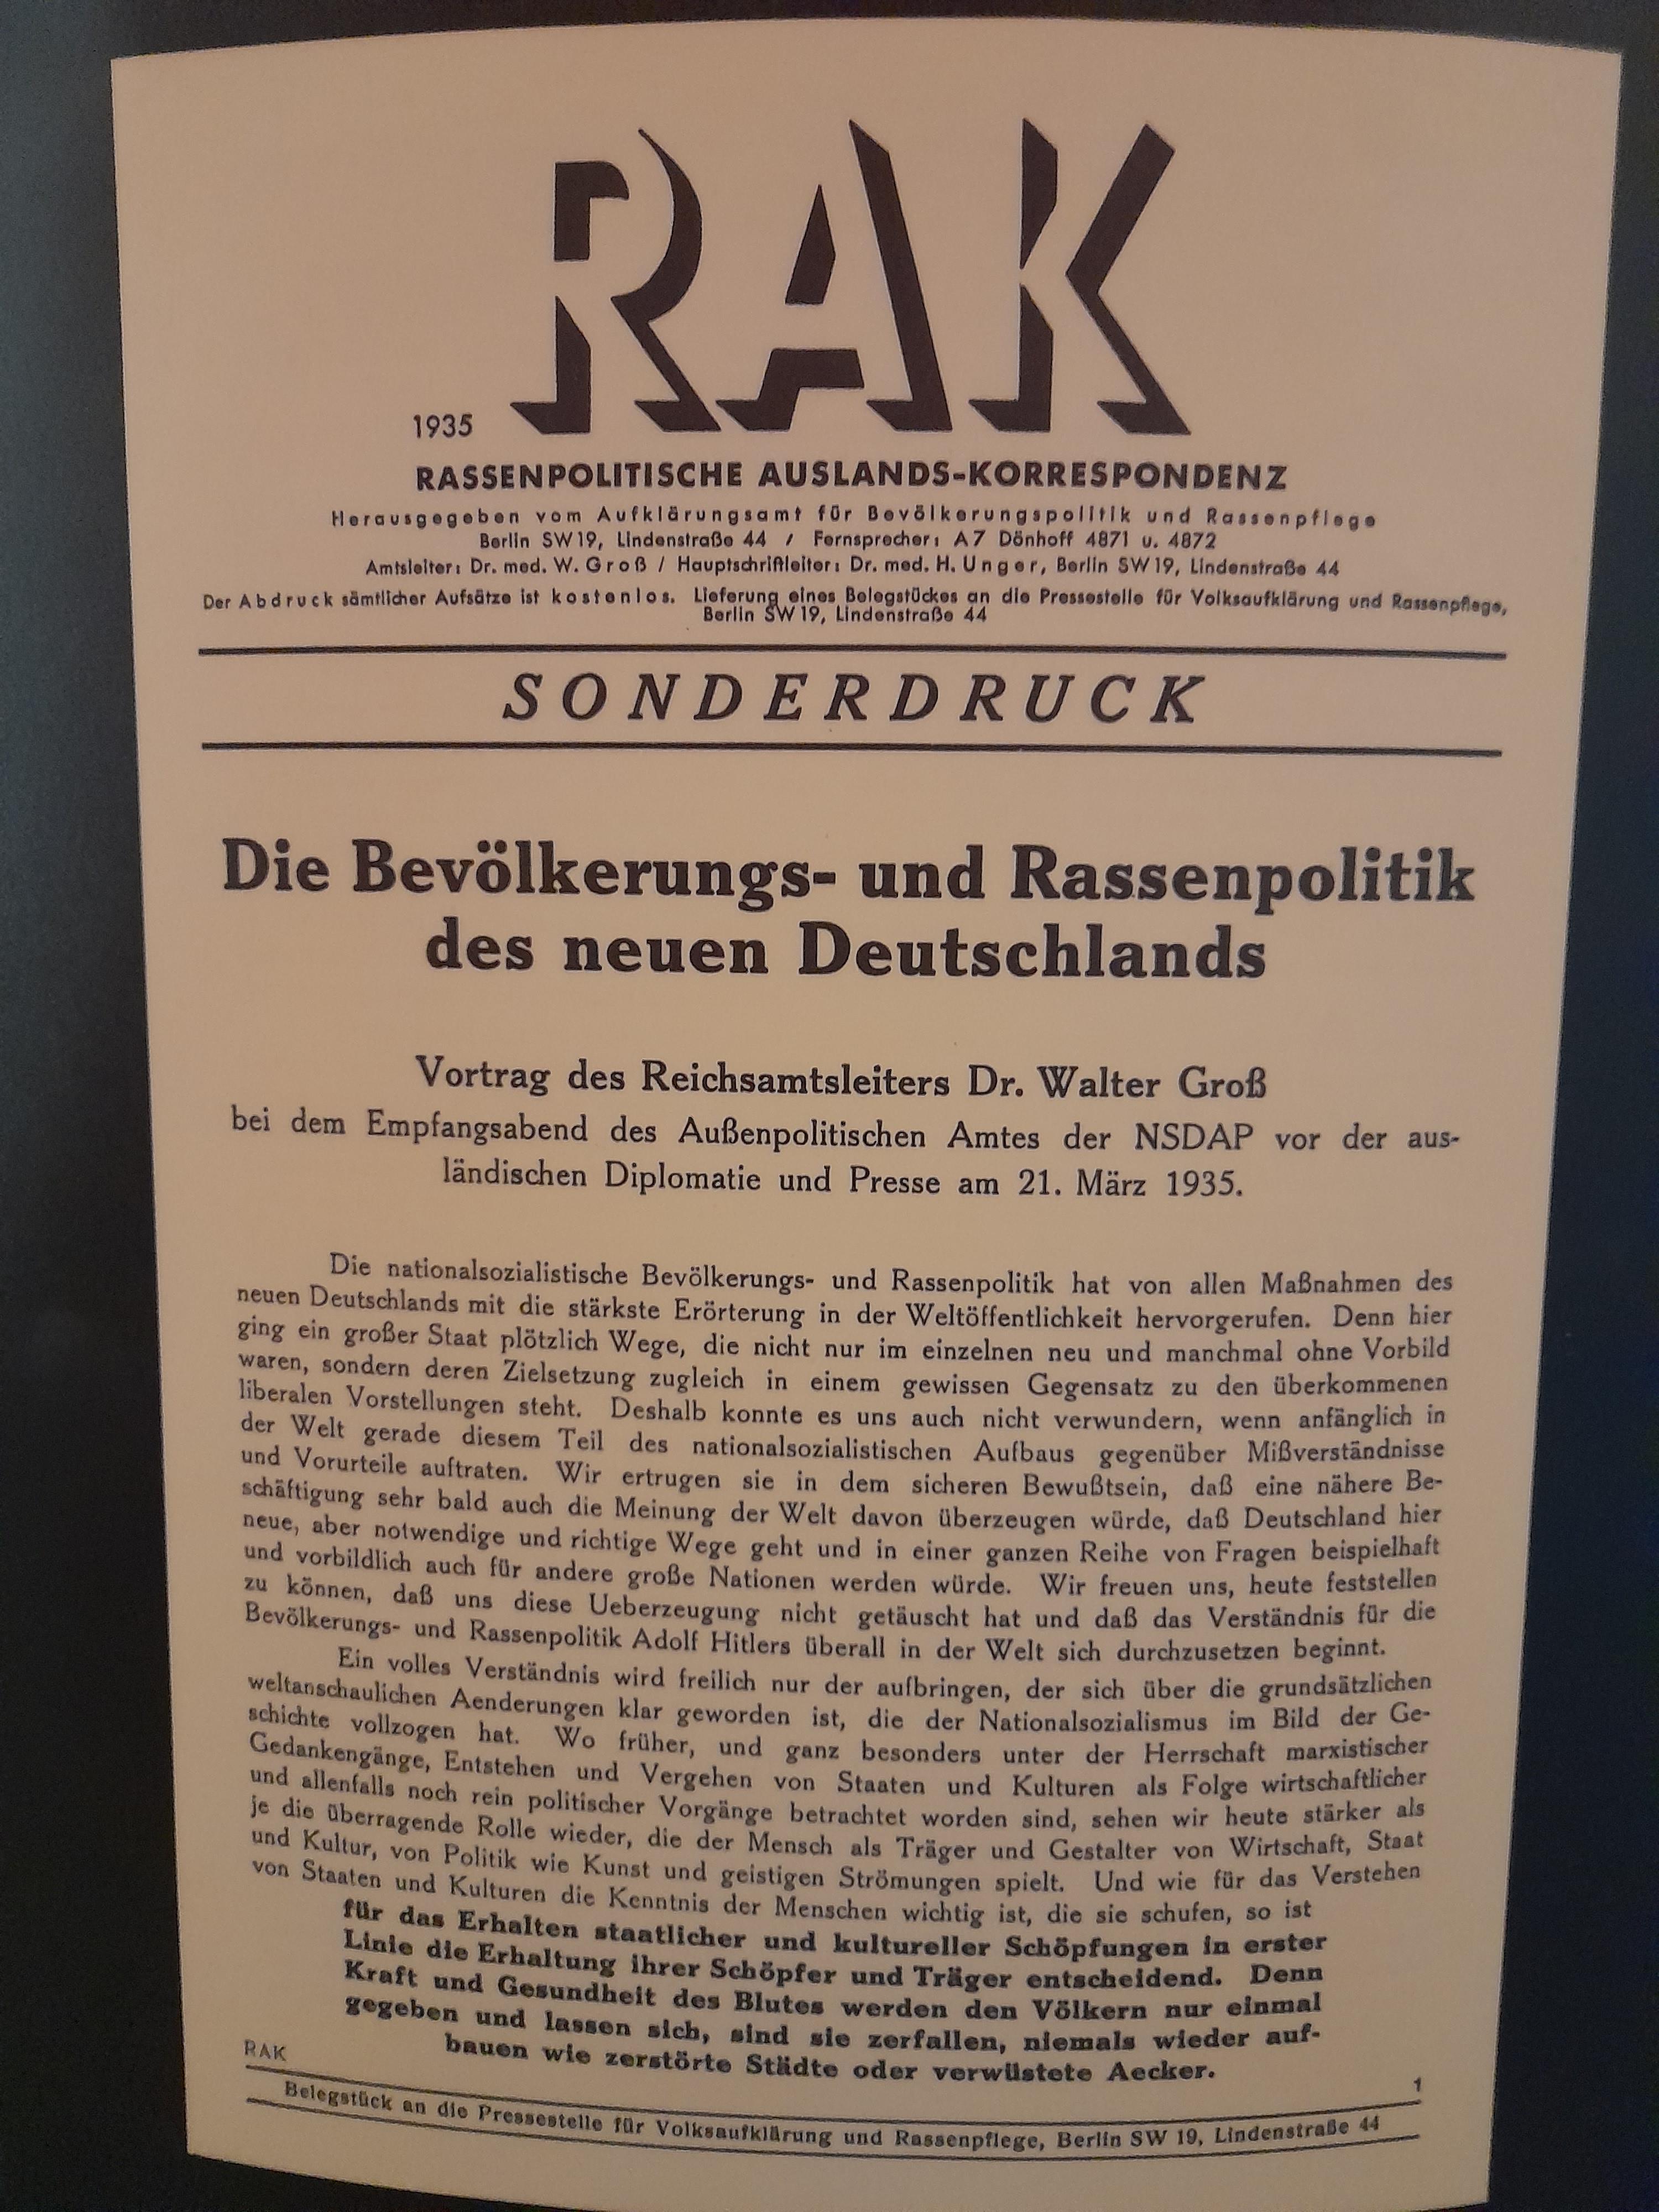 RAK
1935
RASSENPOLITISCHE AUSLANDS-KORRESPONDENZ
Herausgegeben vom Aufklärungsamt für Bevölkerungspolitik und Rassenpflege
Berlin SW 19, Lindenstraße 44 / Fernsprecher: A 7 Dönhoff 4871 u. 4872
Amtsleiter: Dr. med. W. Groß / Hauptschriftleiter: Dr. med. H. Unger, Berlin SW 19, Lindenstraße 44
Der Abdruck sämtlicher Aufsätze ist kostenlos. Lieferung eines Belegstückes an die Pressestelle für Volksaufklärung und Rassenpflege,
Berlin SW 19, Lindenstraße 44
SONDERDRUCK
Die Bevölkerungs- und Rassenpolitik
des neuen Deutschlands
Vortrag des Reichsamtsleiters Dr. Walter Groß
bei dem Empfangsabend des Außenpolitischen Amtes der NSDAP vor der aus-
ländischen Diplomatie und Presse am 21. März 1935.
Die nationalsozialistische Bevölkerungs- und Rassenpolitik hat von allen Maßnahmen des
neuen Deutschlands mit die stärkste Erörterung in der Weltöffentlichkeit hervorgerufen. Denn hier
ging ein großer Staat plötzlich Wege, die nicht nur im einzelnen neu und manchmal ohne Vorbild
waren, sondern deren Zielsetzung zugleich in einem gewissen Gegensatz zu den überkommenen
liberalen Vorstellungen steht. Deshalb konnte es uns auch nicht verwundern, wenn anfänglich in
der Welt gerade diesem Teil des nationalsozialistischen Aufbaus gegenüber Mißverständnisse
und Vorurteile auftraten. Wir ertrugen sie in dem sicheren Bewußtsein, daß eine nähere Be-
schäftigung sehr bald auch die Meinung der Welt davon überzeugen würde, daß Deutschland hier
neue, aber notwendige und richtige Wege geht und in einer ganzen Reihe von Fragen beispielhaft
und vorbildlich auch für andere große Nationen werden würde. Wir freuen uns, heute feststellen
zu können, daß uns diese Ueberzeugung nicht getäuscht hat und daß das Verständnis für die
Bevölkerungs- und Rassenpolitik Adolf Hitlers überall in der Welt sich durchzusetzen beginnt.
Ein volles Verständnis wird freilich nur der aufbringen, der sich über die grundsätzlichen
weltanschaulichen Aenderungen klar geworden ist, die der Nationalsozialismus im Bild der Ge-
schichte vollzogen hat. Wo früher, und ganz besonders unter der Herrschaft marxistischer
Gedankengänge, Entstehen und Vergehen von Staaten und Kulturen als Folge wirtschaftlicher
und allenfalls noch rein politischer Vorgänge betrachtet worden sind, sehen wir heute stärker als
je die überragende Rolle wieder, die der Mensch als Träger und Gestalter von Wirtschaft, Staat
und Kultur, von Politik wie Kunst und geistigen Strömungen spielt. Und wie für das Verstehen
von Staaten und Kulturen die Kenntnis der Menschen wichtig ist, die sie schufen, so ist
für das Erhalten staatlicher und kultureller Schöpfungen in erster
Linie die Erhaltung ihrer Schöpfer und Träger entscheidend. Denn
Kraft und Gesundheit des Blutes werden den Völkern nur einmal
gegeben und lassen sich, sind sie zerfallen, niemals wieder auf-
bauen wie zerstörte Städte oder verwüstete Aecker.
RAK
1
Belegstück an die Pressestelle für Volksaufklärung und Rassenpflege, Berlin SW 19, Lindenstraße 44